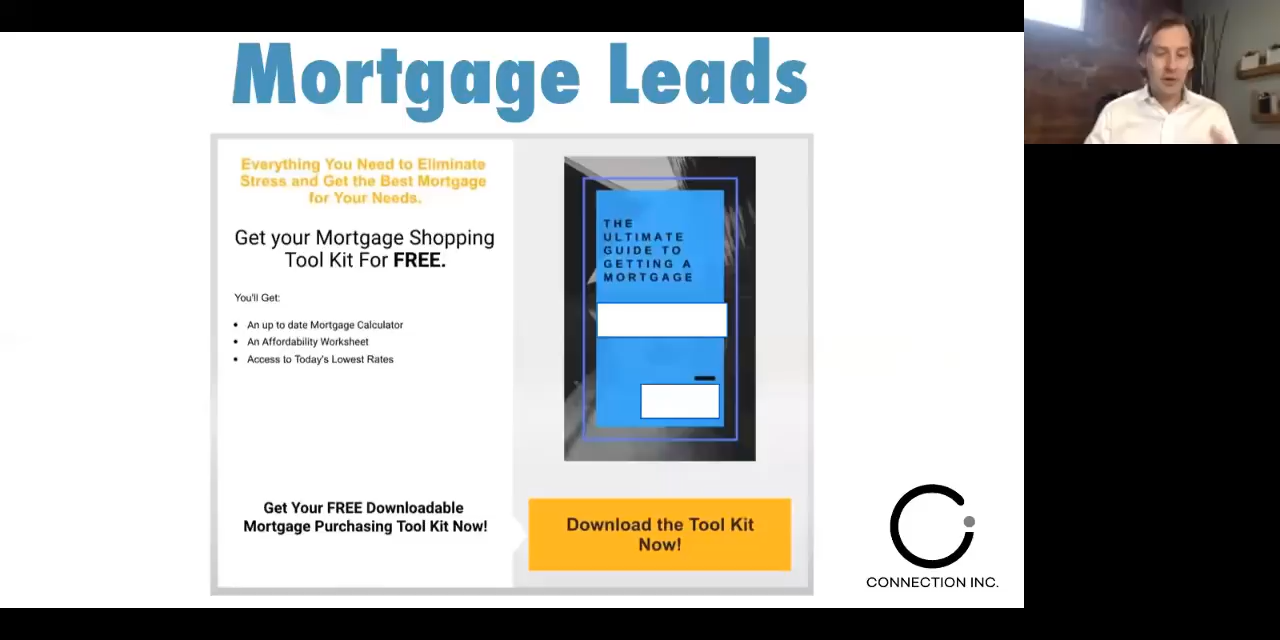 Mortgage Leads
Everything You Need to Eliminate
Stress and Get the Best Mortgage
for Your Needs.
Get your Mortgage Shopping
Tool Kit For FREE.
You'll Get:
An up to date Mortgage Calculator
An Affordability Worksheet
Access to Today's Lowest Rates
Get Your FREE Downloadable
Mortgage Purchasing Tool Kit Now!
THE
ULTIMATE
GUIDE TO
GETTING A
MORTGAGE
Download the Tool Kit
Now!
CONNECTION INC.